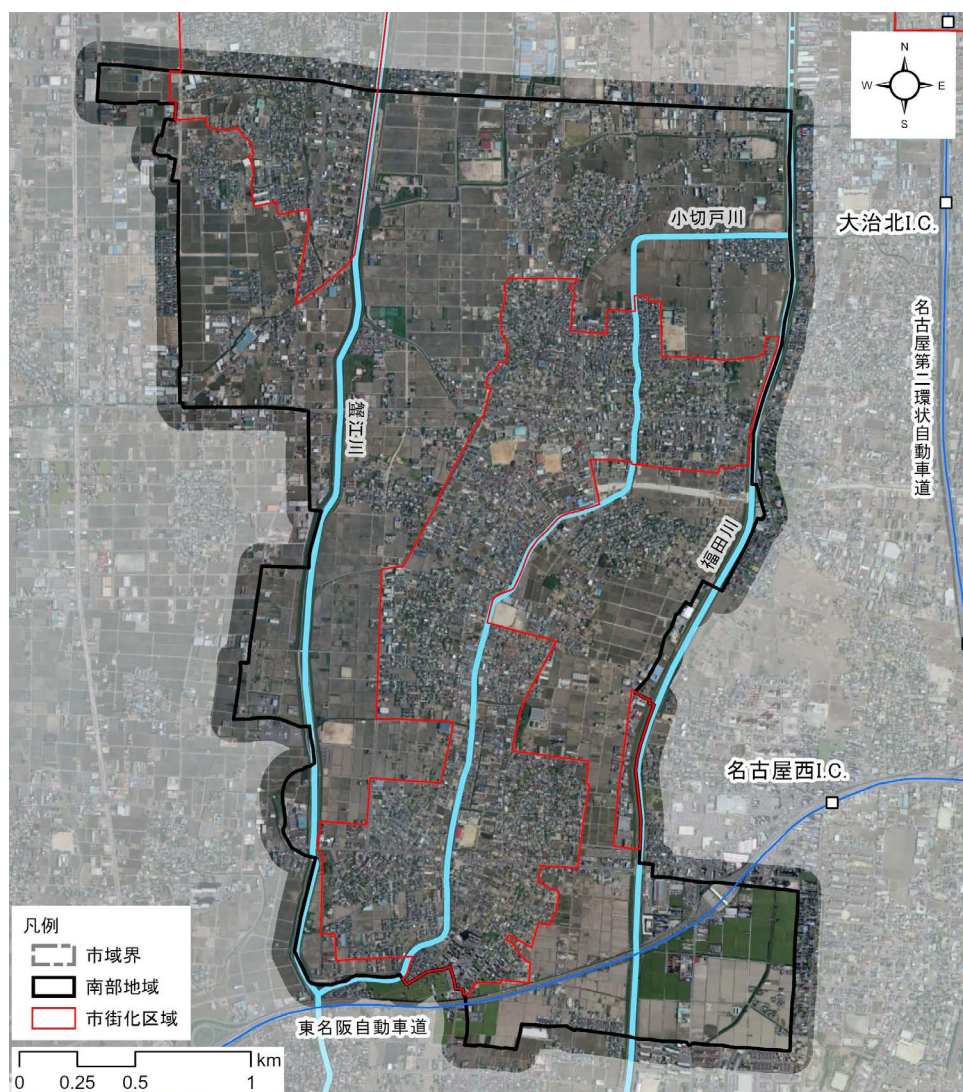 N
W E
S
小切戸川
大治北I.C.
名古屋第二環状自動車道
蟹江川
福田川
名古屋西I.C.
凡例
市域界
南部地域
市街化区域
東名阪自動車道
km
0 0.25 0.5 1